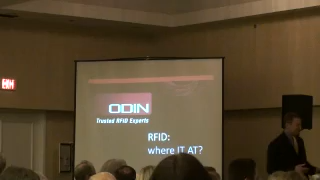 EXIT
ODIN
Trusted RFID Experts
RFID:
where IT AT?